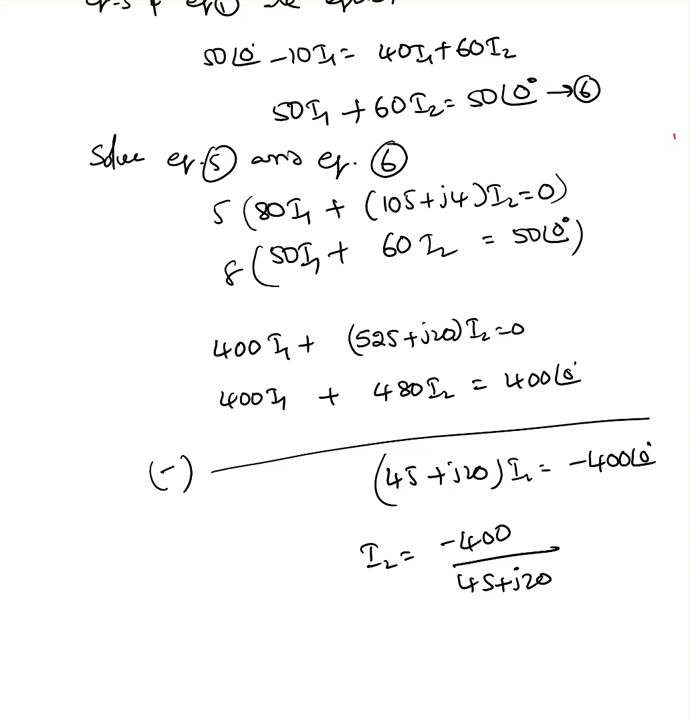 50∠0° - 10I₁ = 40I₁ + 60I₂
50I₁ + 60I₂ = 50∠0° → ⑥
Solve eq. ⑤ and eq. ⑥
5 (80I₁ + (105+j4)I₂ = 0)
8 (50I₁ + 60I₂ = 50∠0°)
400I₁ + (525+j20)I₂ = 0
400I₁ + 480I₂ = 400∠0°
(-) (45+j20)I₂ = -400∠0°
I₂ = -400 / 45+j20